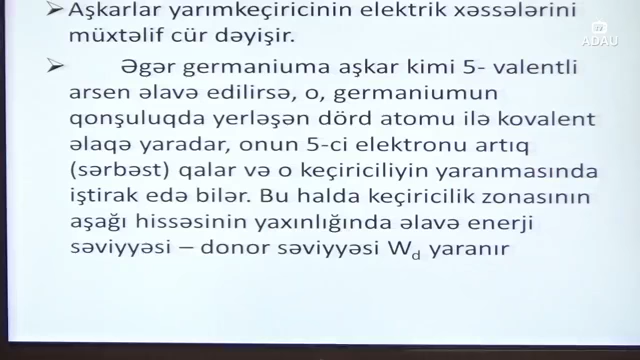 ➢ Aşkarlar yarımkeçiricinin elektrik xəssələrini
müxtəlif cür dəyişir.
➢ Əgər germaniuma aşkar kimi 5- valentli
arsen əlavə edilirsə, o, germaniumun
qonşuluqda yerləşən dörd atomu ilə kovalent
əlaqə yaradar, onun 5-ci elektronu artıq
(sərbəst) qalar və o keçiriciliyin yaranmasında
iştirak edə bilər. Bu halda keçiricilik zonasının
aşağı hissəsinin yaxınlığında əlavə enerji
səviyyəsi – donor səviyyəsi Wd yaranır
ADAU